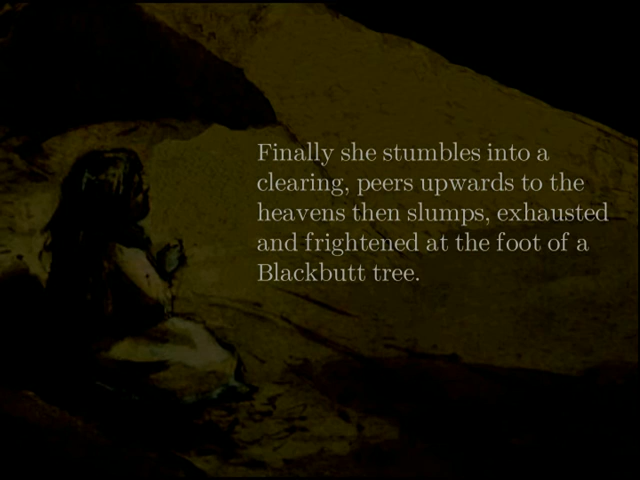 Finally she stumbles into a
clearing, peers upwards to the
heavens then slumps, exhausted
and frightened at the foot of a
Blackbutt tree.